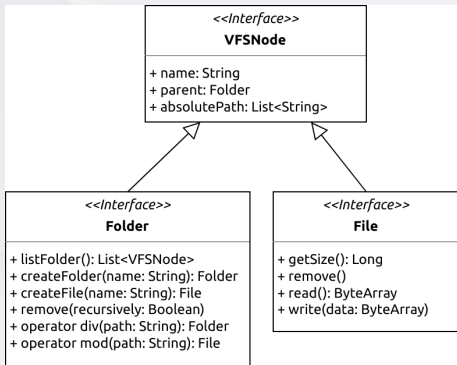 <<Interface>>
VFSNode
+ name: String
+ parent: Folder
+ absolutePath: List<String>
<<Interface>>
Folder
+ listFolder(): List<VFSNode>
+ createFolder(name: String): Folder
+ createFile(name: String): File
+ remove(recursively: Boolean)
+ operator div(path: String): Folder
+ operator mod(path: String): File
<<Interface>>
File
+ getSize(): Long
+ remove()
+ read(): ByteArray
+ write(data: ByteArray)